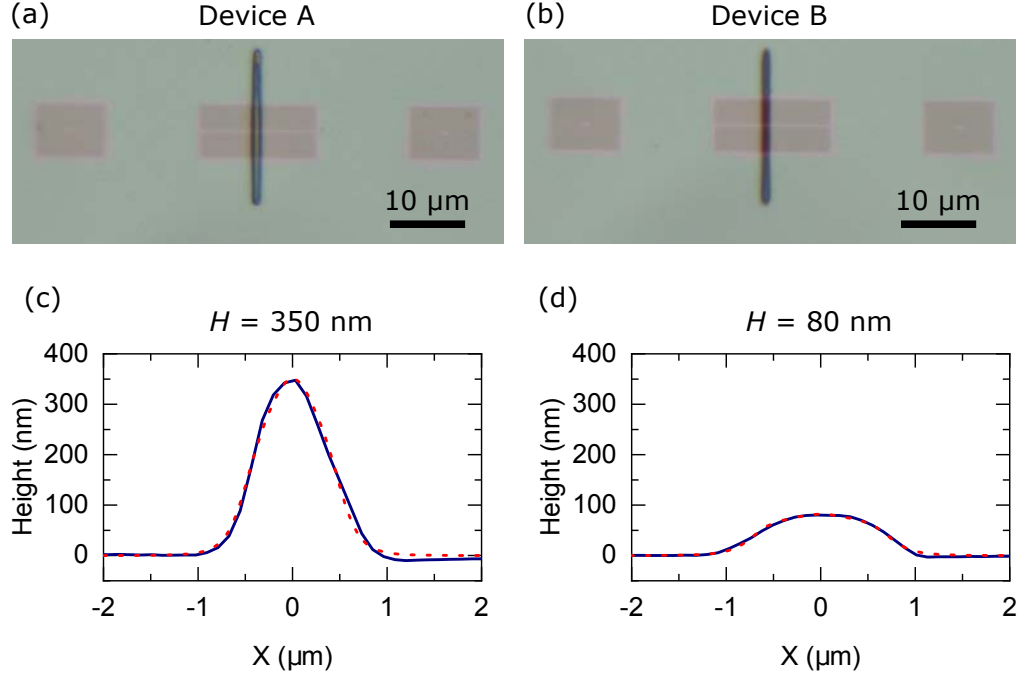 (a) Device A
(b) Device B
10 µm
10 µm
(c)
(d)
H = 350 nm
H = 80 nm
400
300
200
100
0
Height (nm)
-2 -1 0 1 2
X (µm)
400
300
200
100
0
Height (nm)
-2 -1 0 1 2
X (µm)